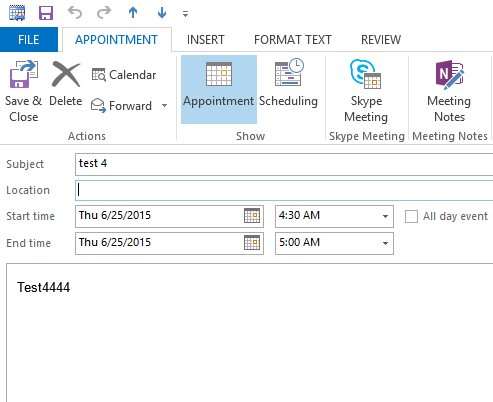 FILE APPOINTMENT INSERT FORMAT TEXT REVIEW
Save & Close
Delete
Calendar
Forward
Actions
Appointment
Scheduling
Show
Skype Meeting
Skype Meeting
Meeting Notes
Meeting Notes
Subject test 4
Location
Start time Thu 6/25/2015 4:30 AM All day event
End time Thu 6/25/2015 5:00 AM
Test4444